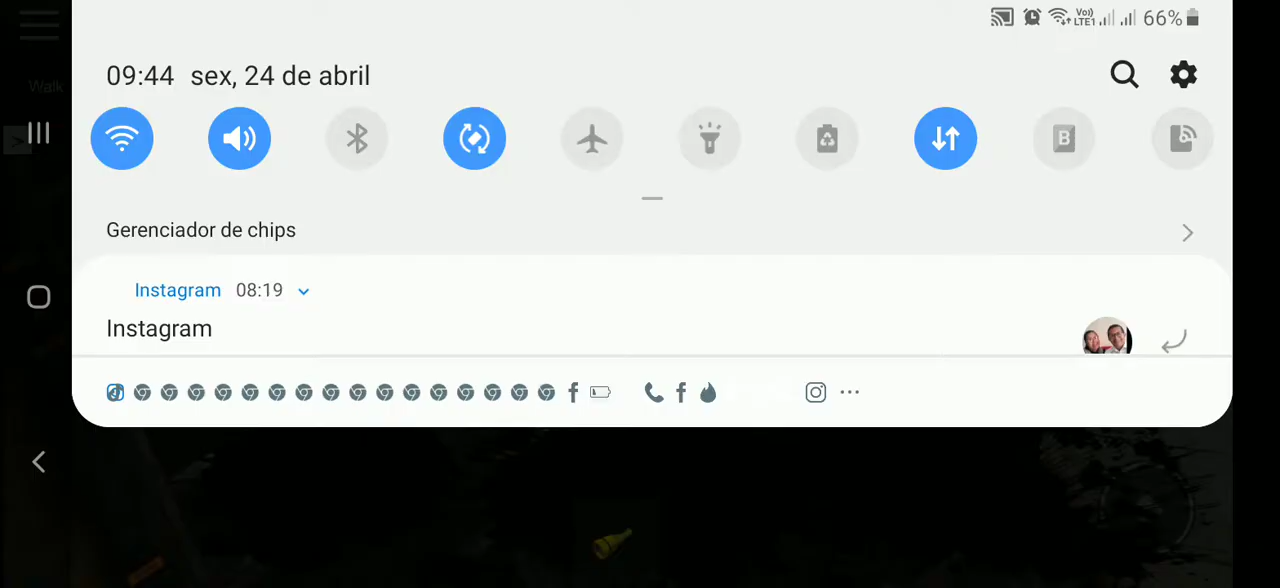 Vo)) LTE1 66%
09:44 sex, 24 de abril
B
Gerenciador de chips
Instagram 08:19
Instagram
Walk